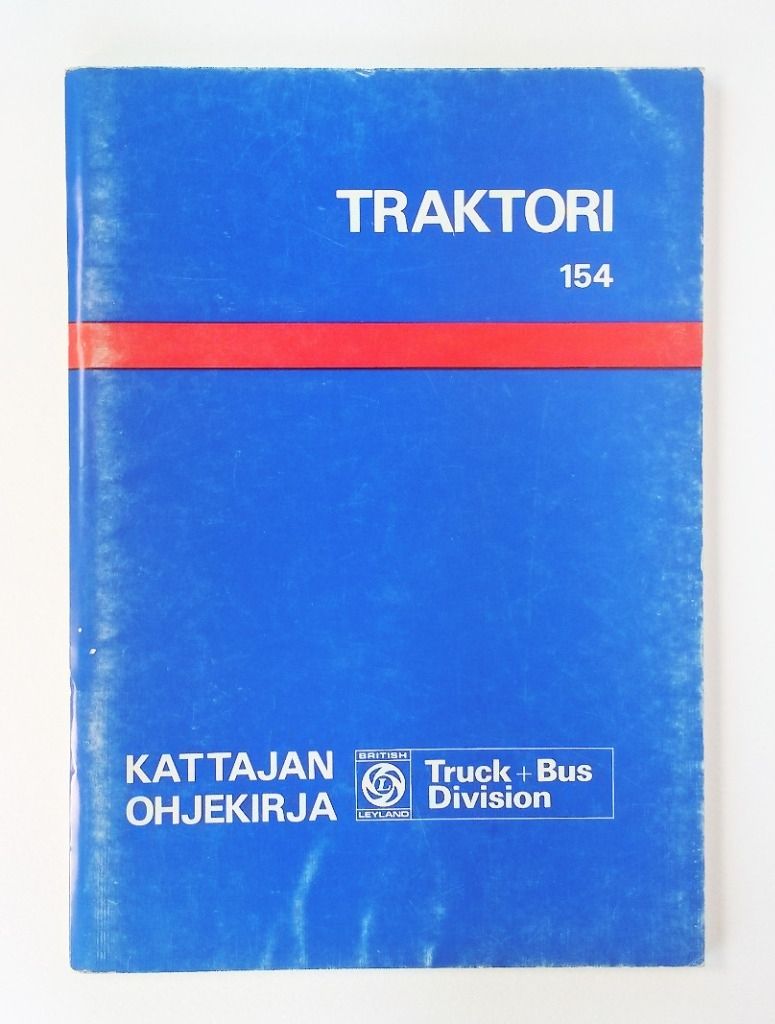 TRAKTORI
154
KATTAJAN
OHJEKIRJA
BRITISH
L
LEYLAND
Truck + Bus
Division